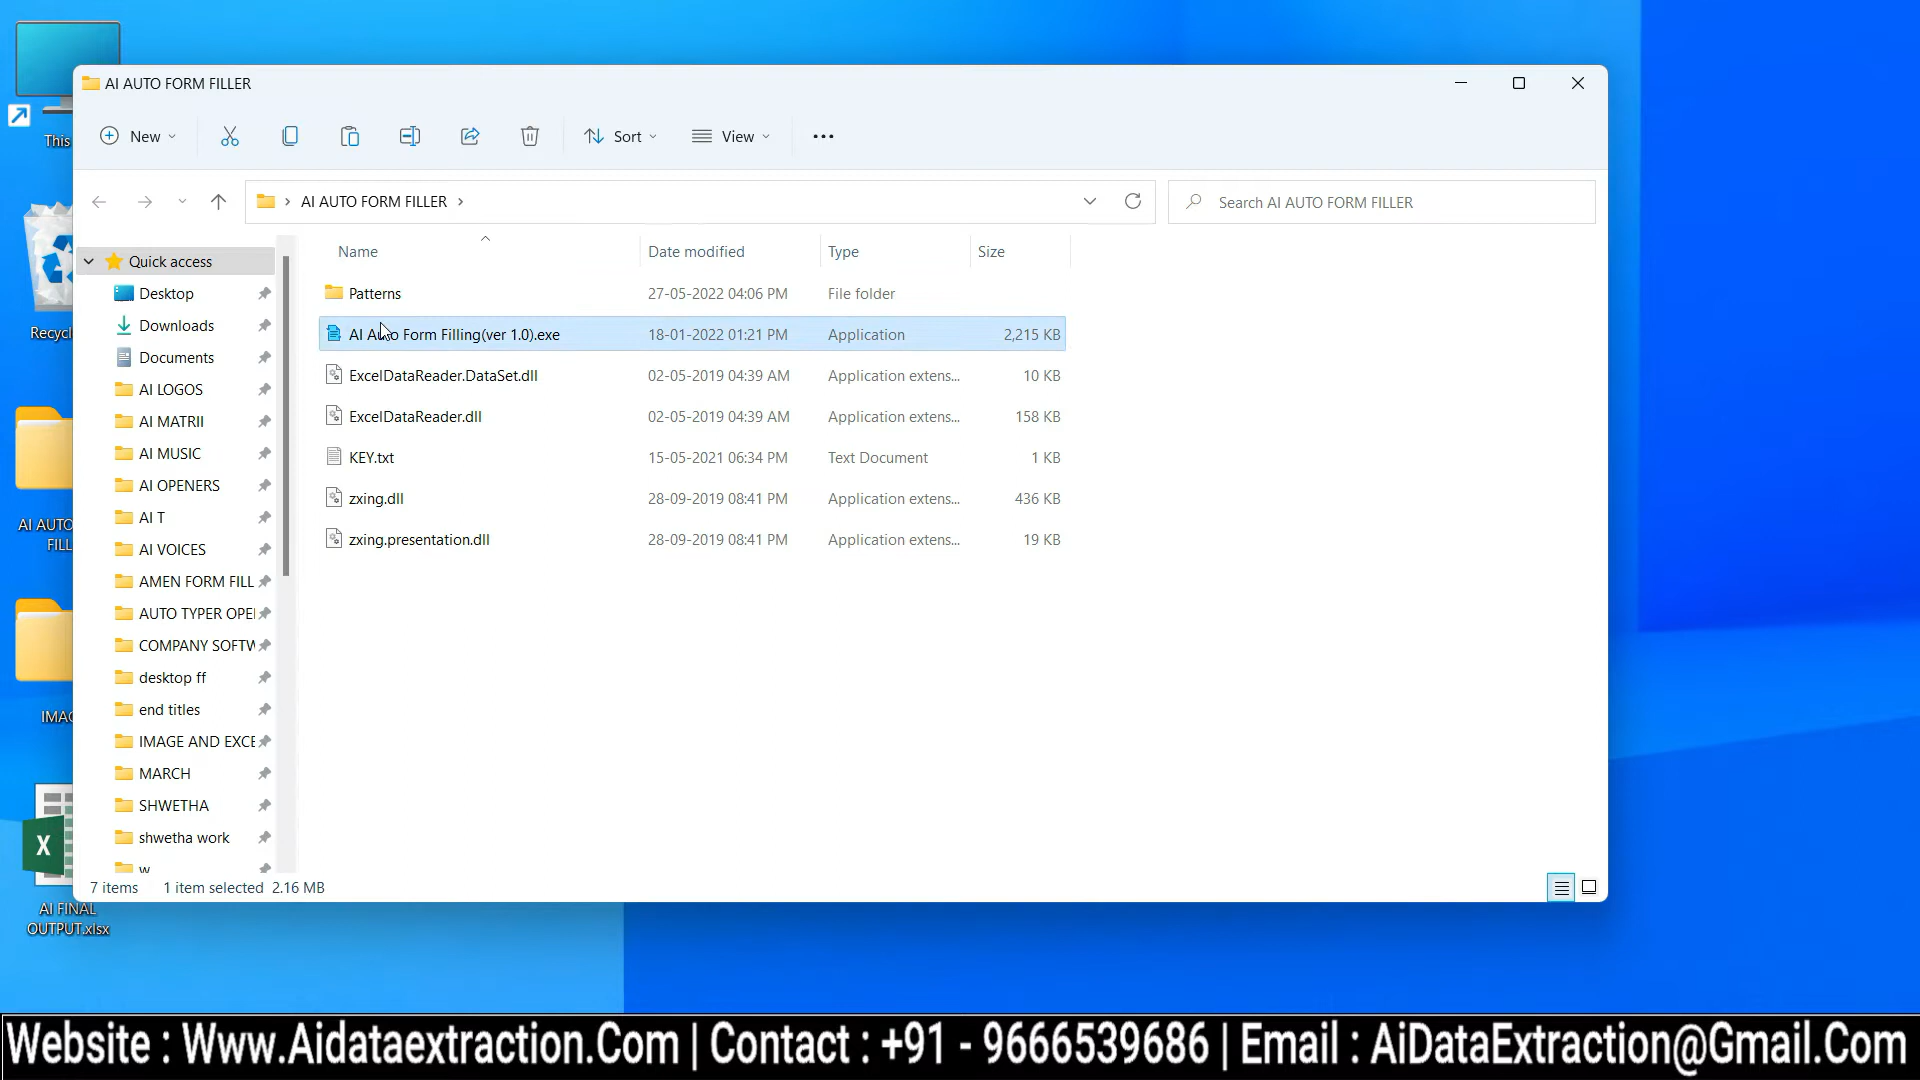 AI AUTO FORM FILLER
New
Sort
View
AI AUTO FORM FILLER
Search AI AUTO FORM FILLER
Name Date modified Type Size
Patterns 27-05-2022 04:06 PM File folder
AI Auto Form Filling(ver 1.0).exe 18-01-2022 01:21 PM Application 2,215 KB
ExcelDataReader.DataSet.dll 02-05-2019 04:39 AM Application extens... 10 KB
ExcelDataReader.dll 02-05-2019 04:39 AM Application extens... 158 KB
KEY.txt 15-05-2021 06:34 PM Text Document 1 KB
zxing.dll 28-09-2019 08:41 PM Application extens... 436 KB
zxing.presentation.dll 28-09-2019 08:41 PM Application extens... 19 KB
Quick access
Desktop
Downloads
Documents
AI LOGOS
AI MATRII
AI MUSIC
AI OPENERS
AI T
AI VOICES
AMEN FORM FILL
AUTO TYPER OPE
COMPANY SOFTW
desktop ff
end titles
IMAGE AND EXCE
MARCH
SHWETHA
shwetha work
w
7 items 1 item selected 2.16 MB
This
Recycl
AI AUTO
FILL
IMAG
X
AI FINAL
OUTPUT.xlsx
Website : Www.Aidataextraction.Com | Contact : +91 - 9666539686 | Email : AiDataExtraction@Gmail.Com